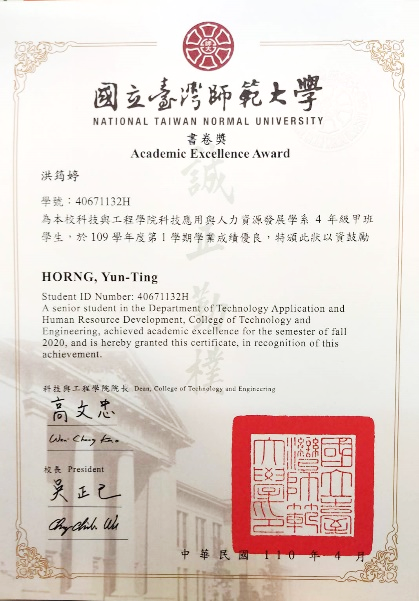 國立臺灣師範大學
NATIONAL TAIWAN NORMAL UNIVERSITY
書卷獎
Academic Excellence Award
洪筠婷
學號：40671132H
為本校科技與工程學院科技應用與人力資源發展學系 4 年級甲班
學生，於 109 學年度第 1 學期學業成績優良，特頒此狀以資鼓勵
HORNG, Yun-Ting
Student ID Number: 40671132H
A senior student in the Department of Technology Application and
Human Resource Development, College of Technology and
Engineering, achieved academic excellence for the semester of fall
2020, and is hereby granted this certificate, in recognition of this
achievement.
誠正勤樸
科技與工程學院院長 Dean, College of Technology and Engineering
高文忠
校長 President
吳正己
國立臺灣師範大學印
中華民國 110 年 4 月